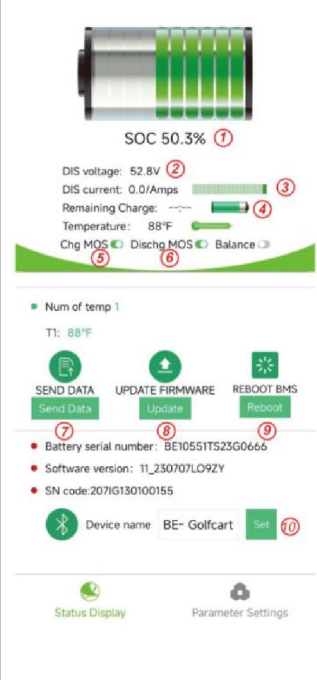 SOC 50.3% 1
DIS voltage: 52.8V 2
DIS current: 0.0/Amps 3
Remaining Charge: --:-- 4
Temperature: 88°F
Chg MOS Dischg MOS Balance
5 6
Num of temp 1
T1: 88°F
SEND DATA UPDATE FIRMWARE REBOOT BMS
Send Data Update Reboot
7 8 9
Battery serial number: BE10551TS23G0666
Software version: 11_230707LO9ZY
SN code:207IG130100155
Device name BE- Golfcart Set 10
Status Display Parameter Settings